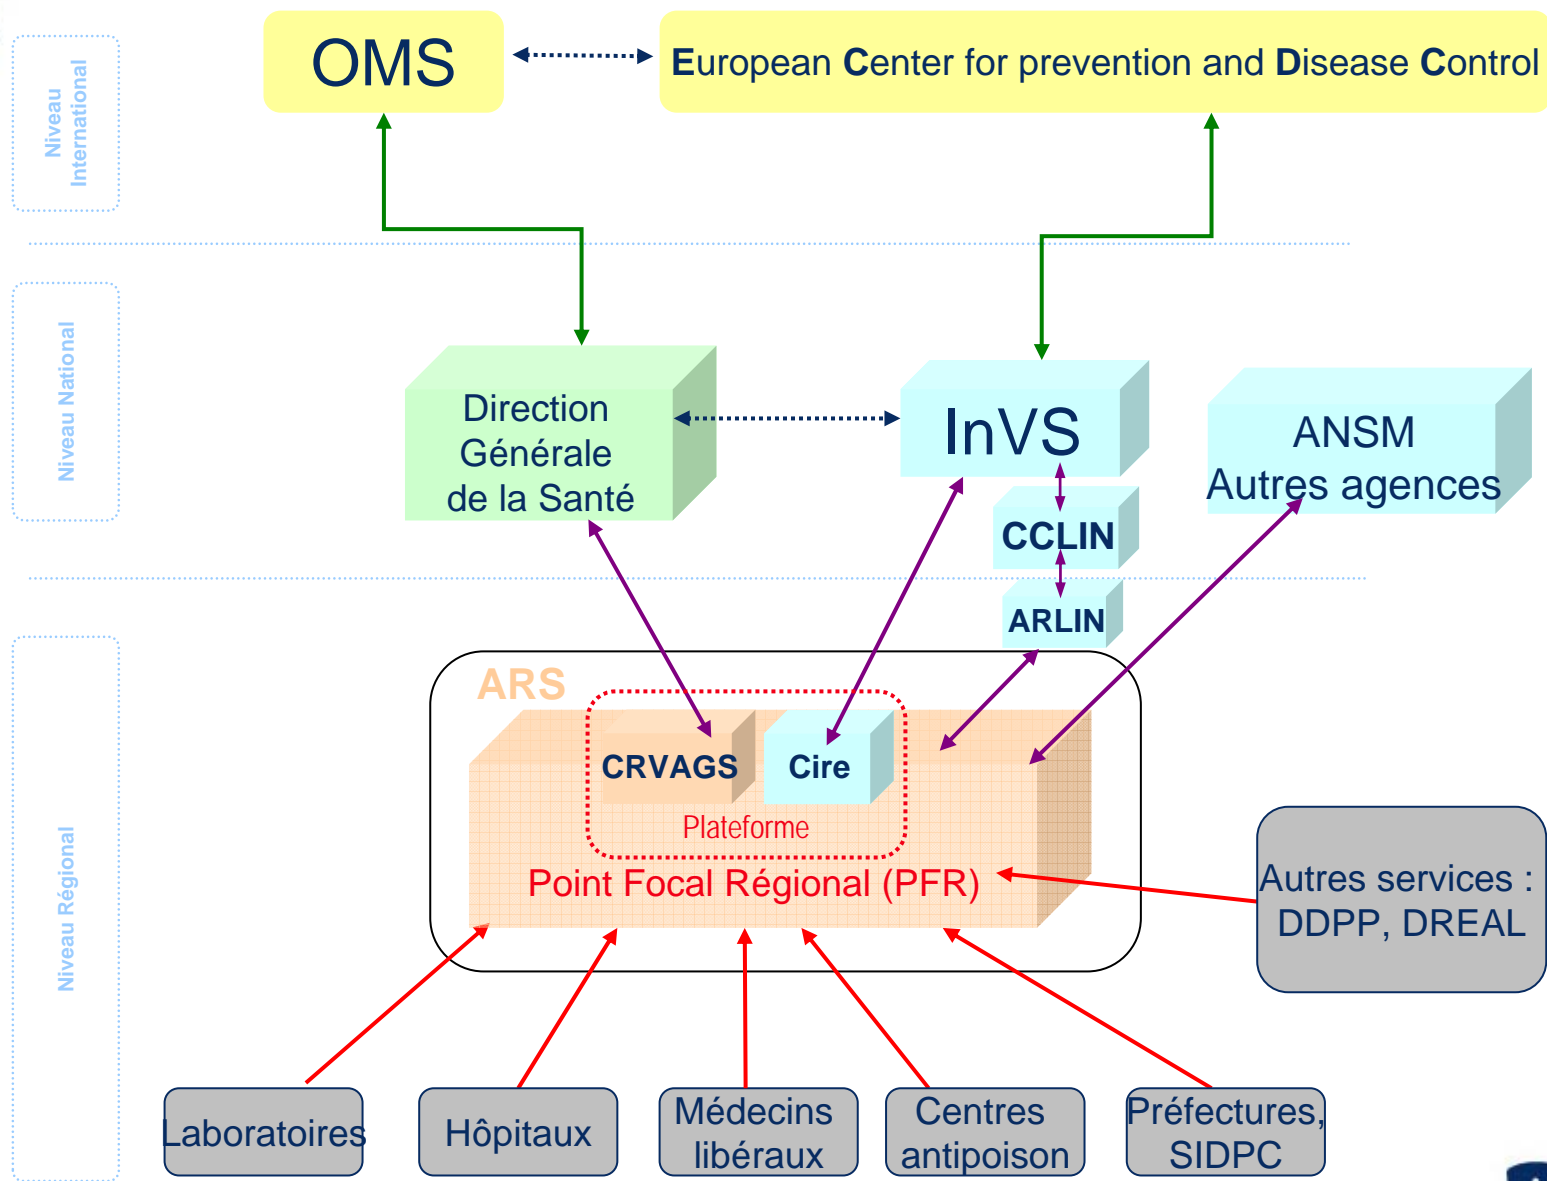 Niveau
International
OMS
European Center for prevention and Disease Control
Niveau National
Direction
Générale
de la Santé
InVS
ANSM
Autres agences
CCLIN
ARLIN
Niveau Régional
ARS
CRVAGS
Cire
Plateforme
Point Focal Régional (PFR)
Autres services :
DDPP, DREAL
Laboratoires
Hôpitaux
Médecins
libéraux
Centres
antipoison
Préfectures,
SIDPC